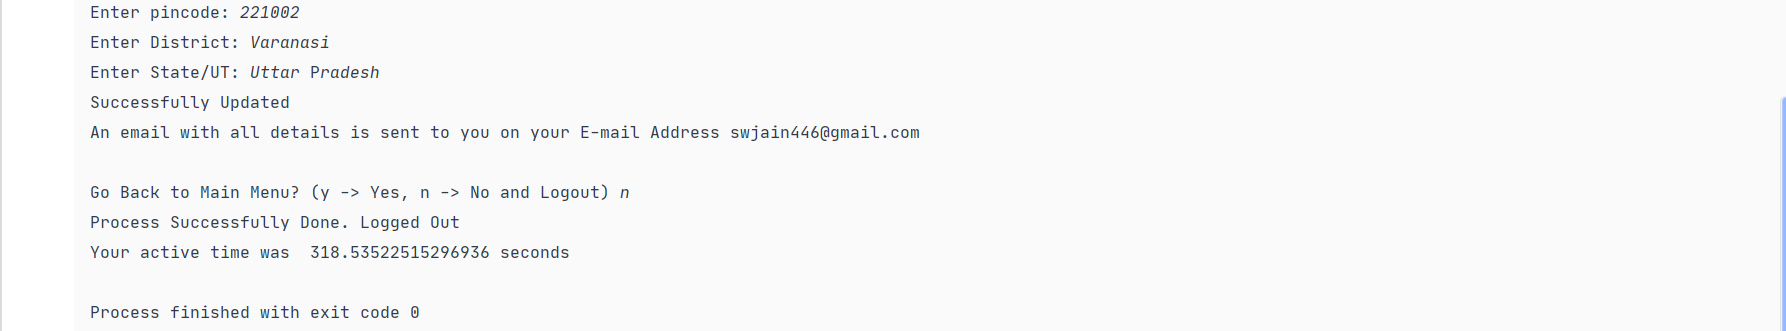 Enter pincode: 221002
Enter District: Varanasi
Enter State/UT: Uttar Pradesh
Successfully Updated
An email with all details is sent to you on your E-mail Address swjain446@gmail.com
Go Back to Main Menu? (y -> Yes, n -> No and Logout) n
Process Successfully Done. Logged Out
Your active time was  318.53522515296936 seconds
Process finished with exit code 0